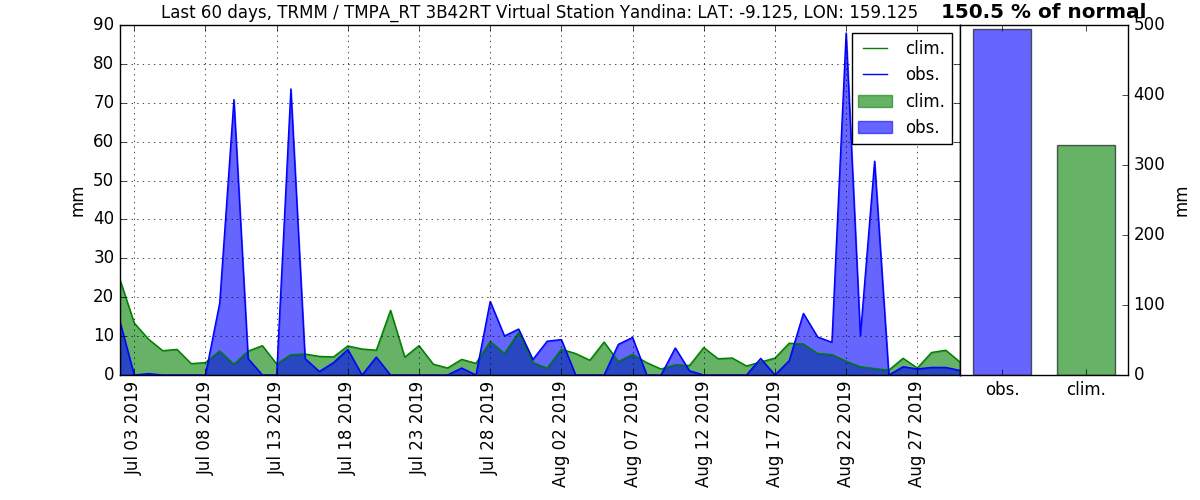 Last 60 days, TRMM / TMPA_RT 3B42RT Virtual Station Yandina: LAT: -9.125, LON: 159.125
150.5 % of normal
90
80
70
60
50
40
30
20
10
0
mm
clim.
obs.
clim.
obs.
500
400
300
200
100
0
mm
Jul 03 2019
Jul 08 2019
Jul 13 2019
Jul 18 2019
Jul 23 2019
Jul 28 2019
Aug 02 2019
Aug 07 2019
Aug 12 2019
Aug 17 2019
Aug 22 2019
Aug 27 2019
obs.
clim.